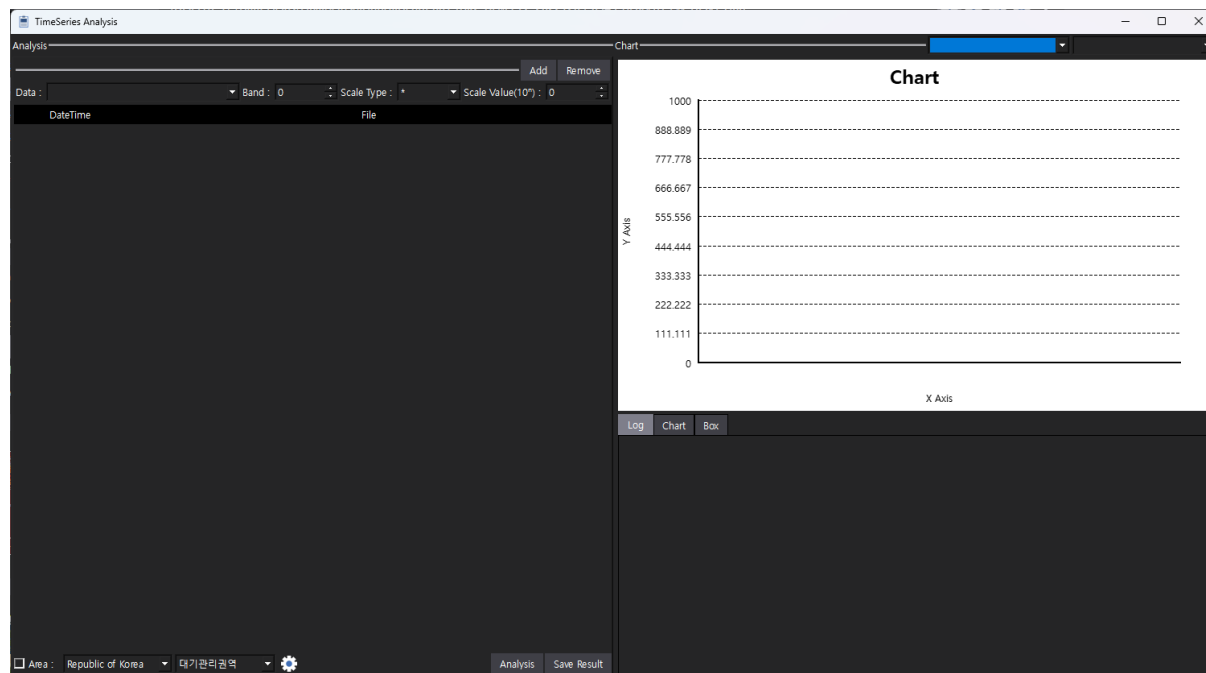 TimeSeries Analysis
Analysis
Chart
Add Remove
Data : Band : 0 Scale Type : * Scale Value(10ⁿ) : 0
DateTime File
Chart
1000
888.889
777.778
666.667
555.556
444.444
333.333
222.222
111.111
0
Y Axis
X Axis
Log Chart Box
Area : Republic of Korea 대기관리권역 Analysis Save Result